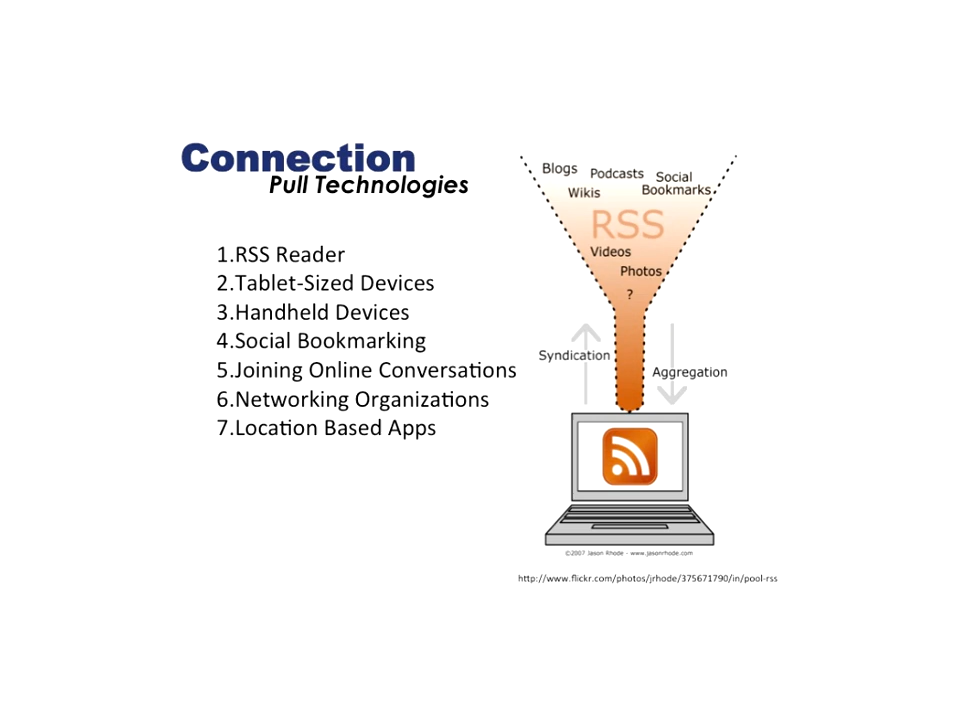 Connection
Pull Technologies
1.RSS Reader
2.Tablet-Sized Devices
3.Handheld Devices
4.Social Bookmarking
5.Joining Online Conversations
6.Networking Organizations
7.Location Based Apps
Blogs
Podcasts
Social
Bookmarks
Wikis
RSS
Videos
Photos
?
Syndication
Aggregation
©2007 Jason Rhode - www.jasonrhode.com
http://www.flickr.com/photos/jrhode/375671790/in/pool-rss